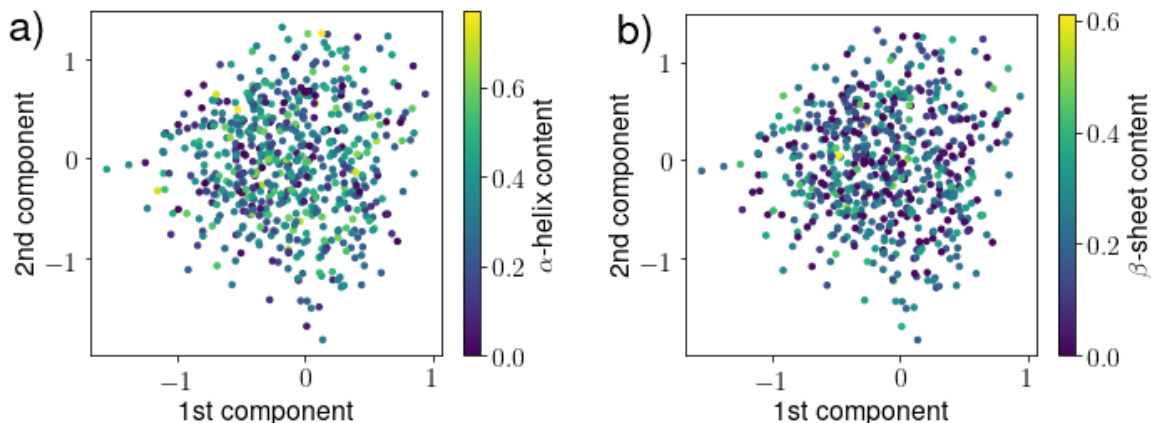 a)
1
0
−1
2nd component
−1
0
1
1st component
0.6
0.4
0.2
0.0
α-helix content
b)
1
0
−1
2nd component
−1
0
1
1st component
0.6
0.4
0.2
0.0
β-sheet content